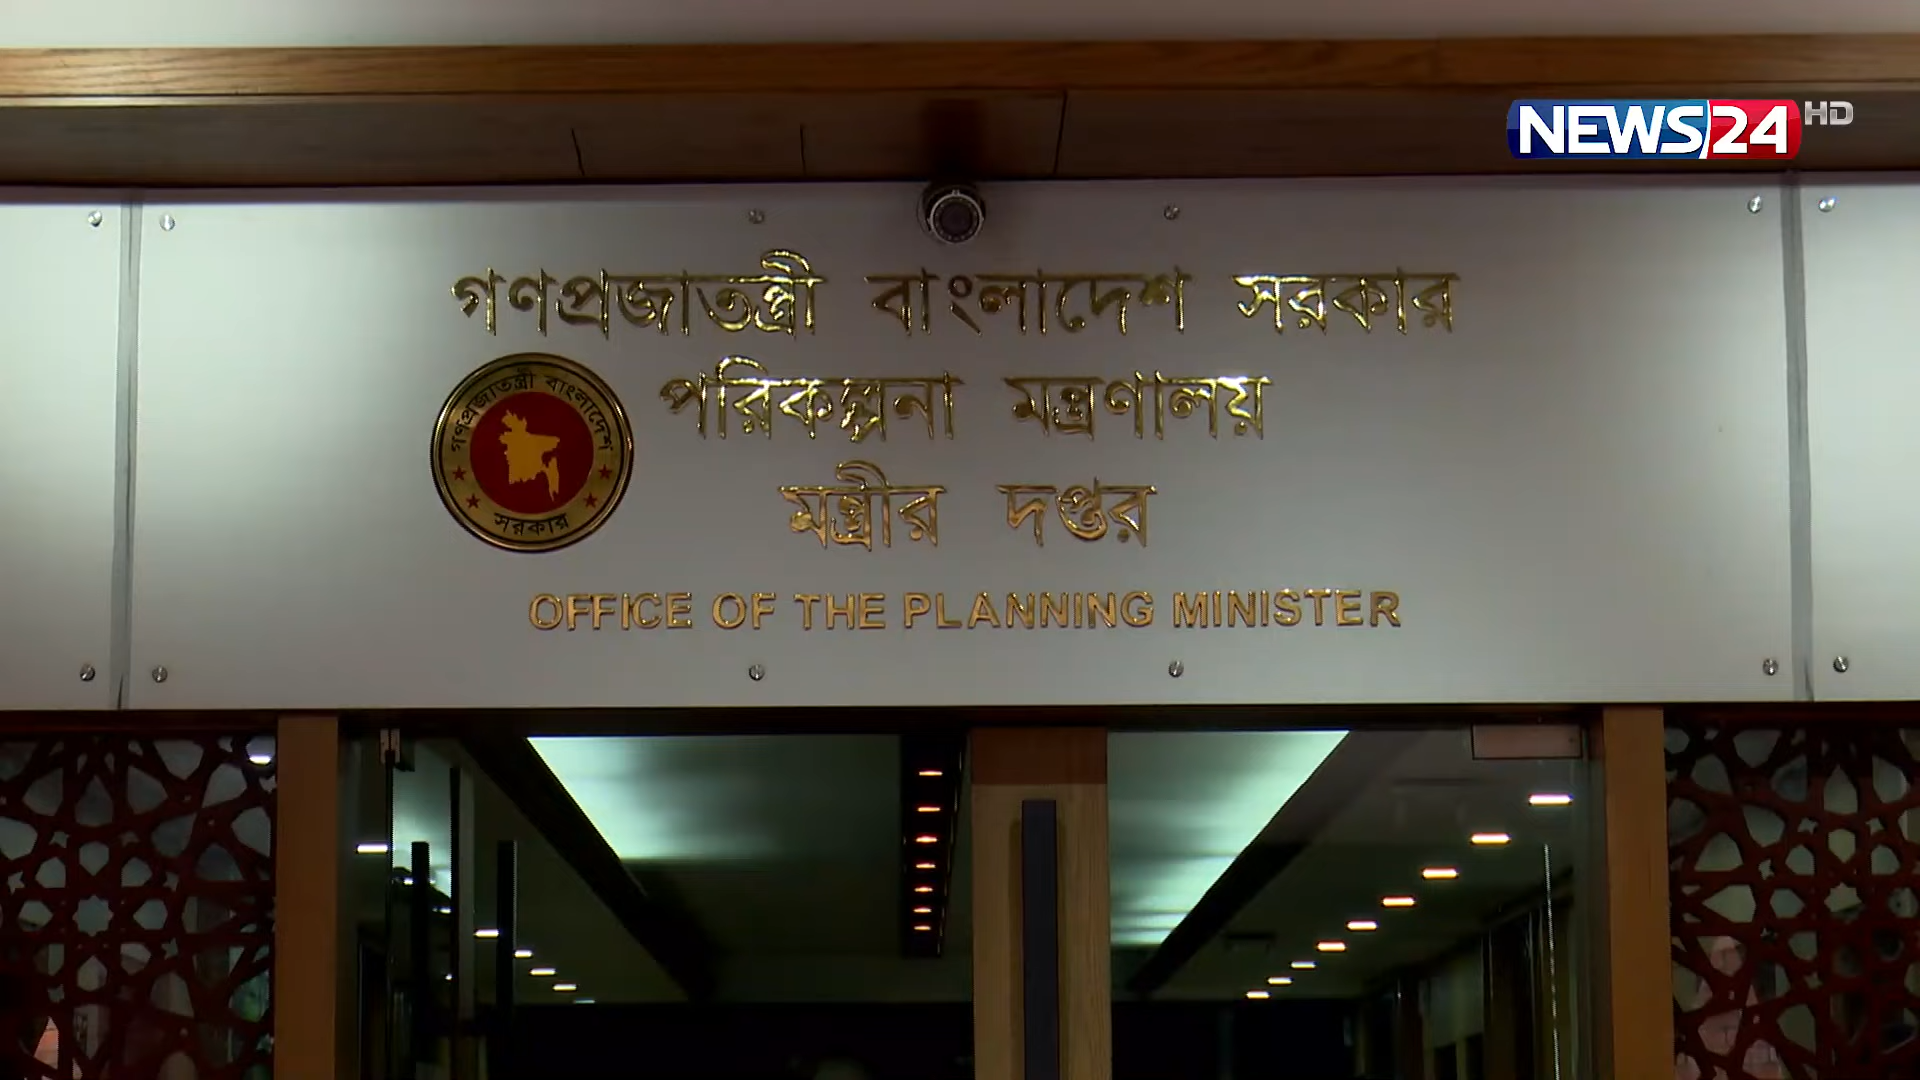 NEWS24 HD
গণপ্রজাতন্ত্রী বাংলাদেশ সরকার
পরিকল্পনা মন্ত্রণালয়
মন্ত্রীর দপ্তর
OFFICE OF THE PLANNING MINISTER
গণপ্রজাতন্ত্রী বাংলাদেশ
সরকার